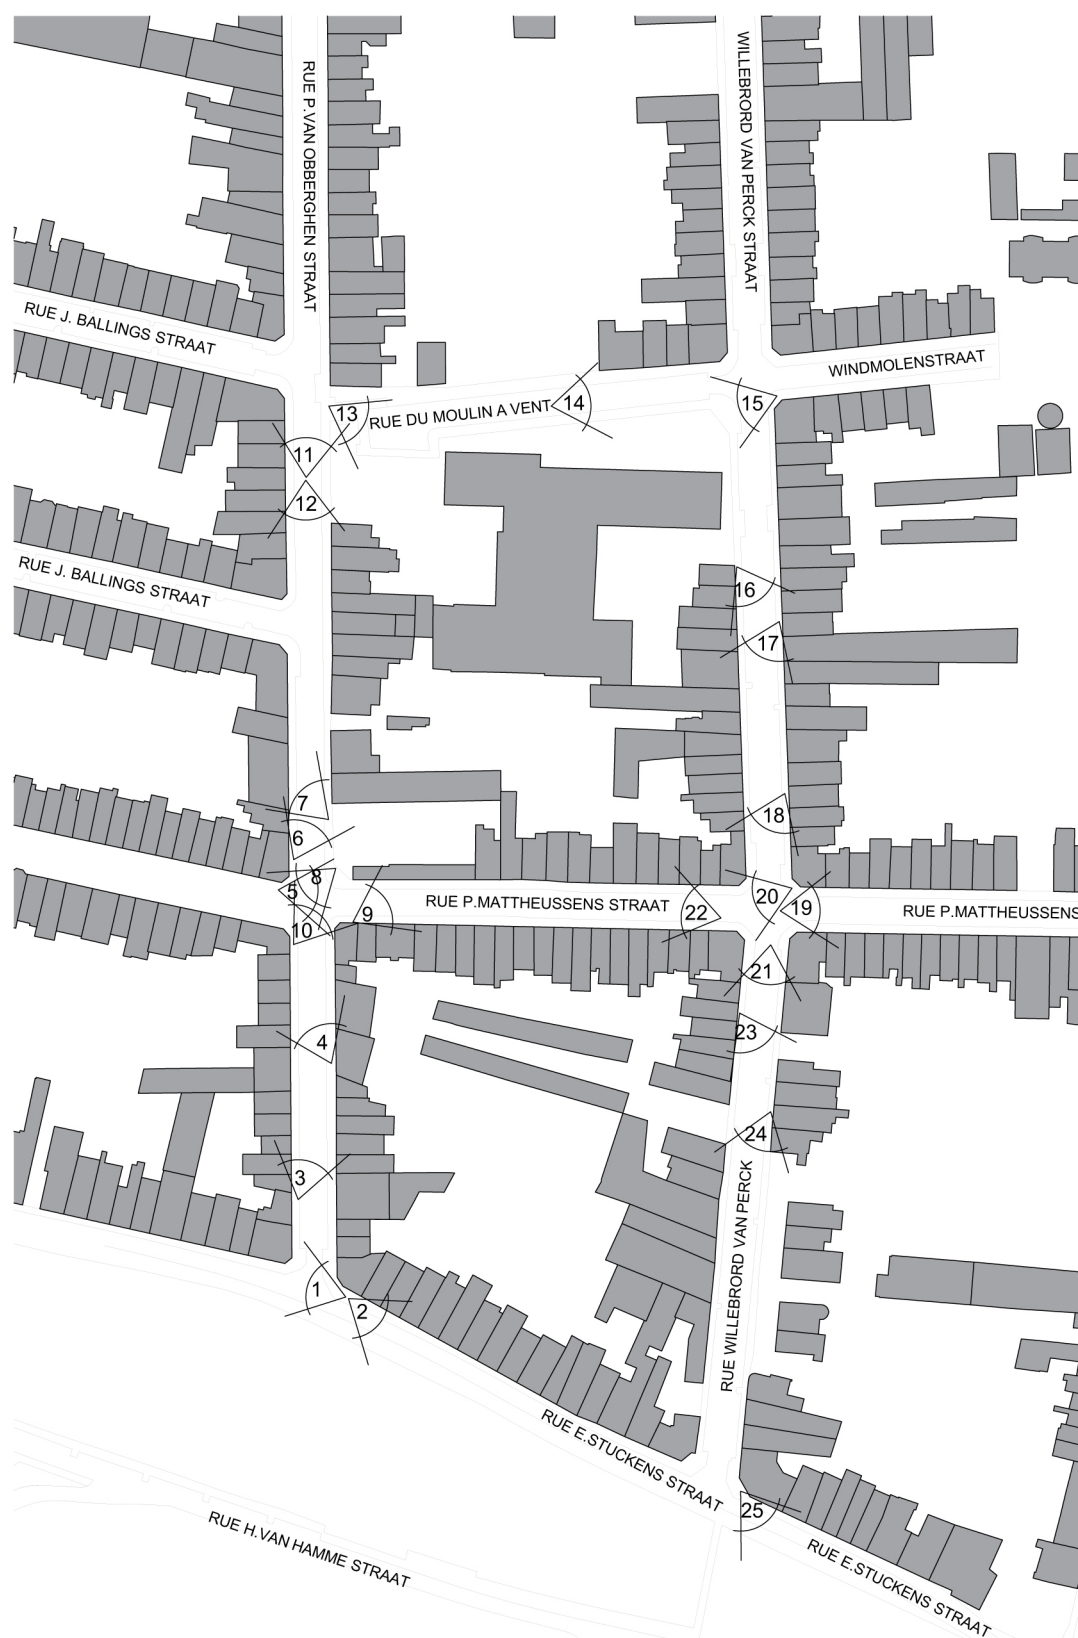 RUE P.VAN OBBERGHEN STRAAT
WILLEBRORD VAN PERCK STRAAT
RUE J. BALLINGS STRAAT
WINDMOLENSTRAAT
RUE DU MOULIN A VENT
13
14
15
11
12
RUE J. BALLINGS STRAAT
16
17
7
6
18
8
5
9
10
RUE P.MATTHEUSSENS STRAAT
22
20
19
RUE P.MATTHEUSSENS
21
23
4
24
3
RUE WILLEBRORD VAN PERCK
1
2
RUE E.STUCKENS STRAAT
25
RUE H.VAN HAMME STRAAT
RUE E.STUCKENS STRAAT